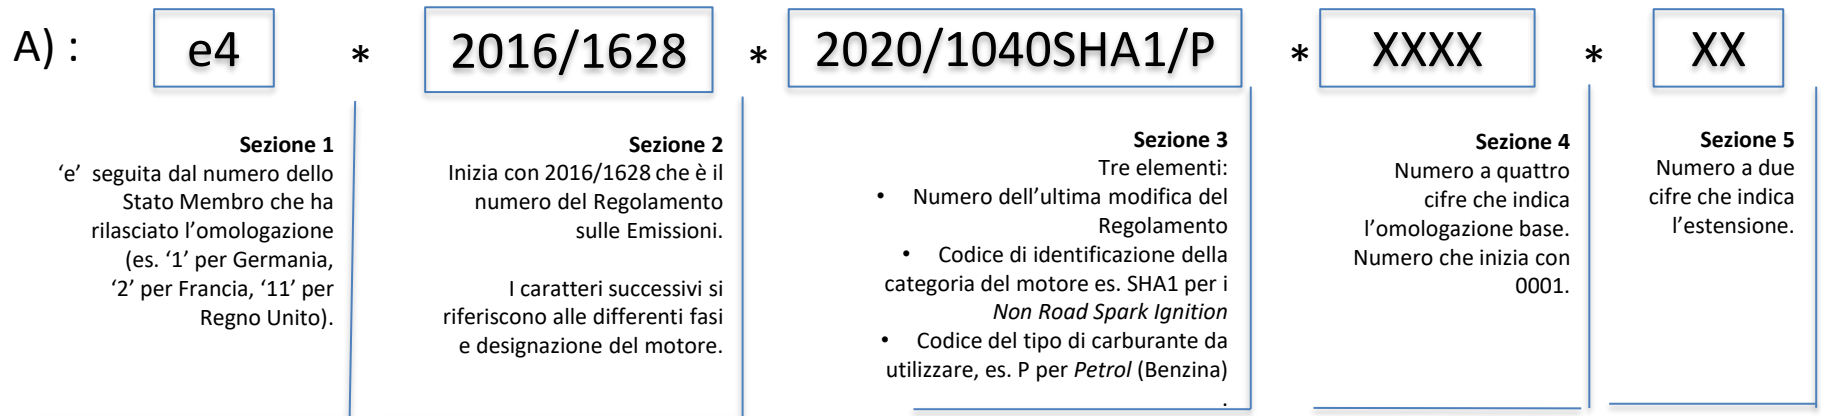 A) : e4 * 2016/1628 * 2020/1040SHA1/P * XXXX * XX
Sezione 1
‘e’ seguita dal numero dello
Stato Membro che ha
rilasciato l’omologazione
(es. ‘1’ per Germania,
‘2’ per Francia, ‘11’ per
Regno Unito).
Sezione 2
Inizia con 2016/1628 che è il
numero del Regolamento
sulle Emissioni.
I caratteri successivi si
riferiscono alle differenti fasi
e designazione del motore.
Sezione 3
Tre elementi:
• Numero dell’ultima modifica del
Regolamento
• Codice di identificazione della
categoria del motore es. SHA1 per i
Non Road Spark Ignition
• Codice del tipo di carburante da
utilizzare, es. P per Petrol (Benzina)
.
Sezione 4
Numero a quattro
cifre che indica
l’omologazione base.
Numero che inizia con
0001.
Sezione 5
Numero a due
cifre che indica
l’estensione.